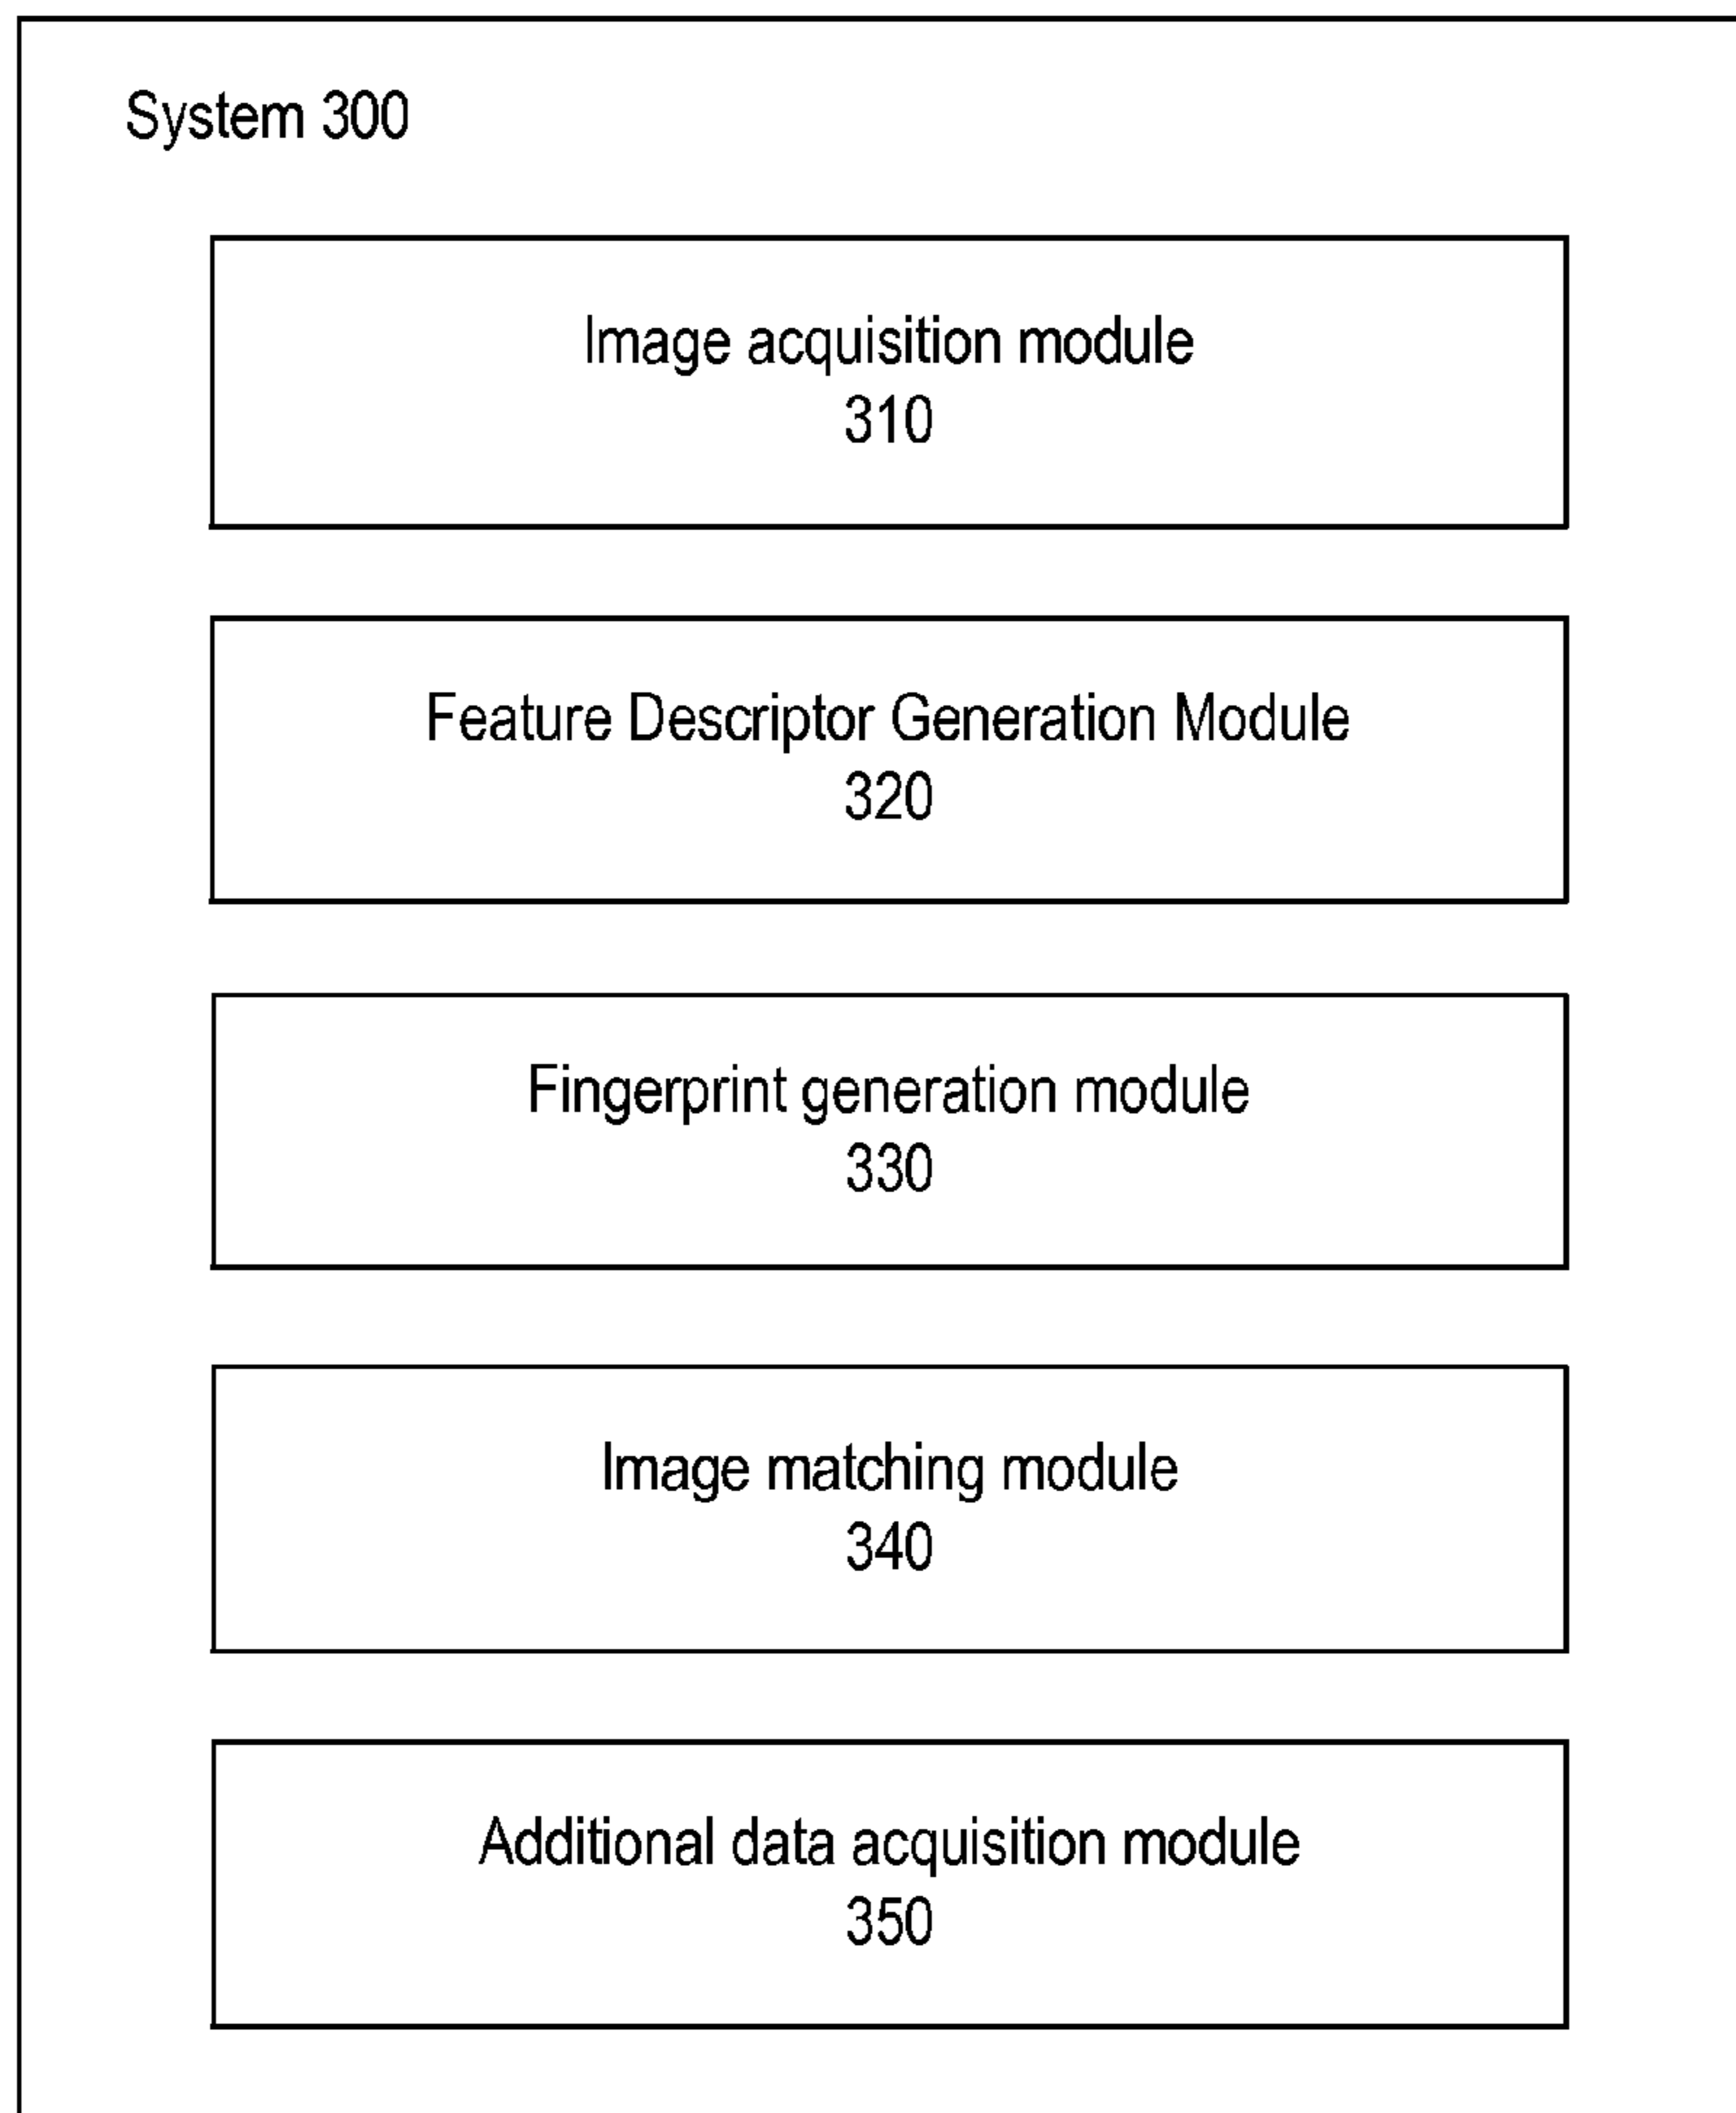 System 300
Image acquisition module
310
Feature Descriptor Generation Module
320
Fingerprint generation module
330
Image matching module
340
Additional data acquisition module
350